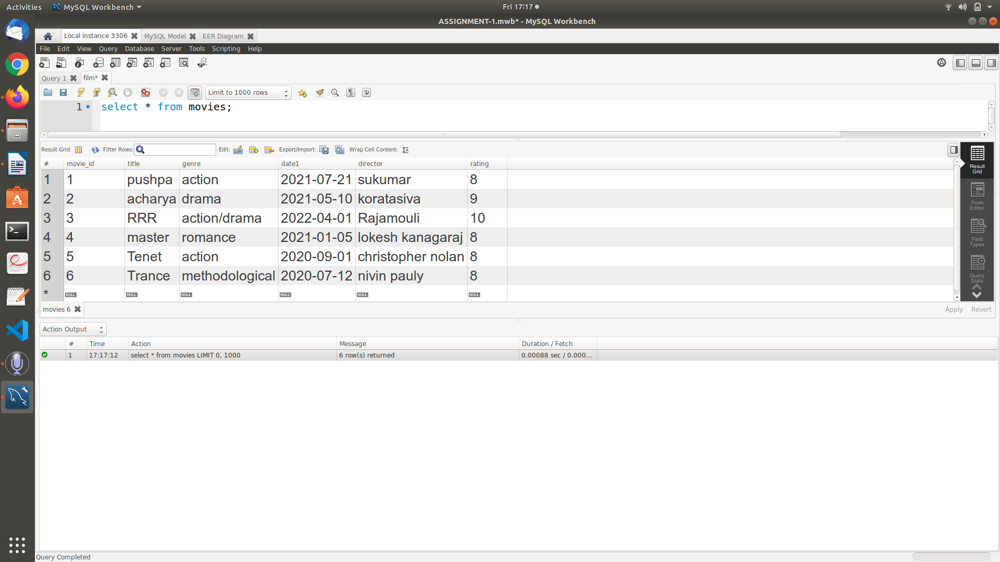 Activities MySQL Workbench Fri 17:17
ASSIGNMENT-1.mwb* - MySQL Workbench
Local instance 3306 MySQL Model EER Diagram
File Edit View Query Database Server Tools Scripting Help
Query 1 film*
Limit to 1000 rows
1 select * from movies;
Result Grid Filter Rows: Edit: Export/Import: Wrap Cell Content:
# movie_id title genre date1 director rating
1 1 pushpa action 2021-07-21 sukumar 8
2 2 acharya drama 2021-05-10 koratasiva 9
3 3 RRR action/drama 2022-04-01 Rajamouli 10
4 4 master romance 2021-01-05 lokesh kanagaraj 8
5 5 Tenet action 2020-09-01 christopher nolan 8
6 6 Trance methodological 2020-07-12 nivin pauly 8
* NULL NULL NULL NULL NULL NULL
Result
Grid
Form
Editor
Field
Types
Query
Stats
movies 6 Apply Revert
Action Output
# Time Action Message Duration / Fetch
1 17:17:12 select * from movies LIMIT 0, 1000 6 row(s) returned 0.00088 sec / 0.000...
Query Completed